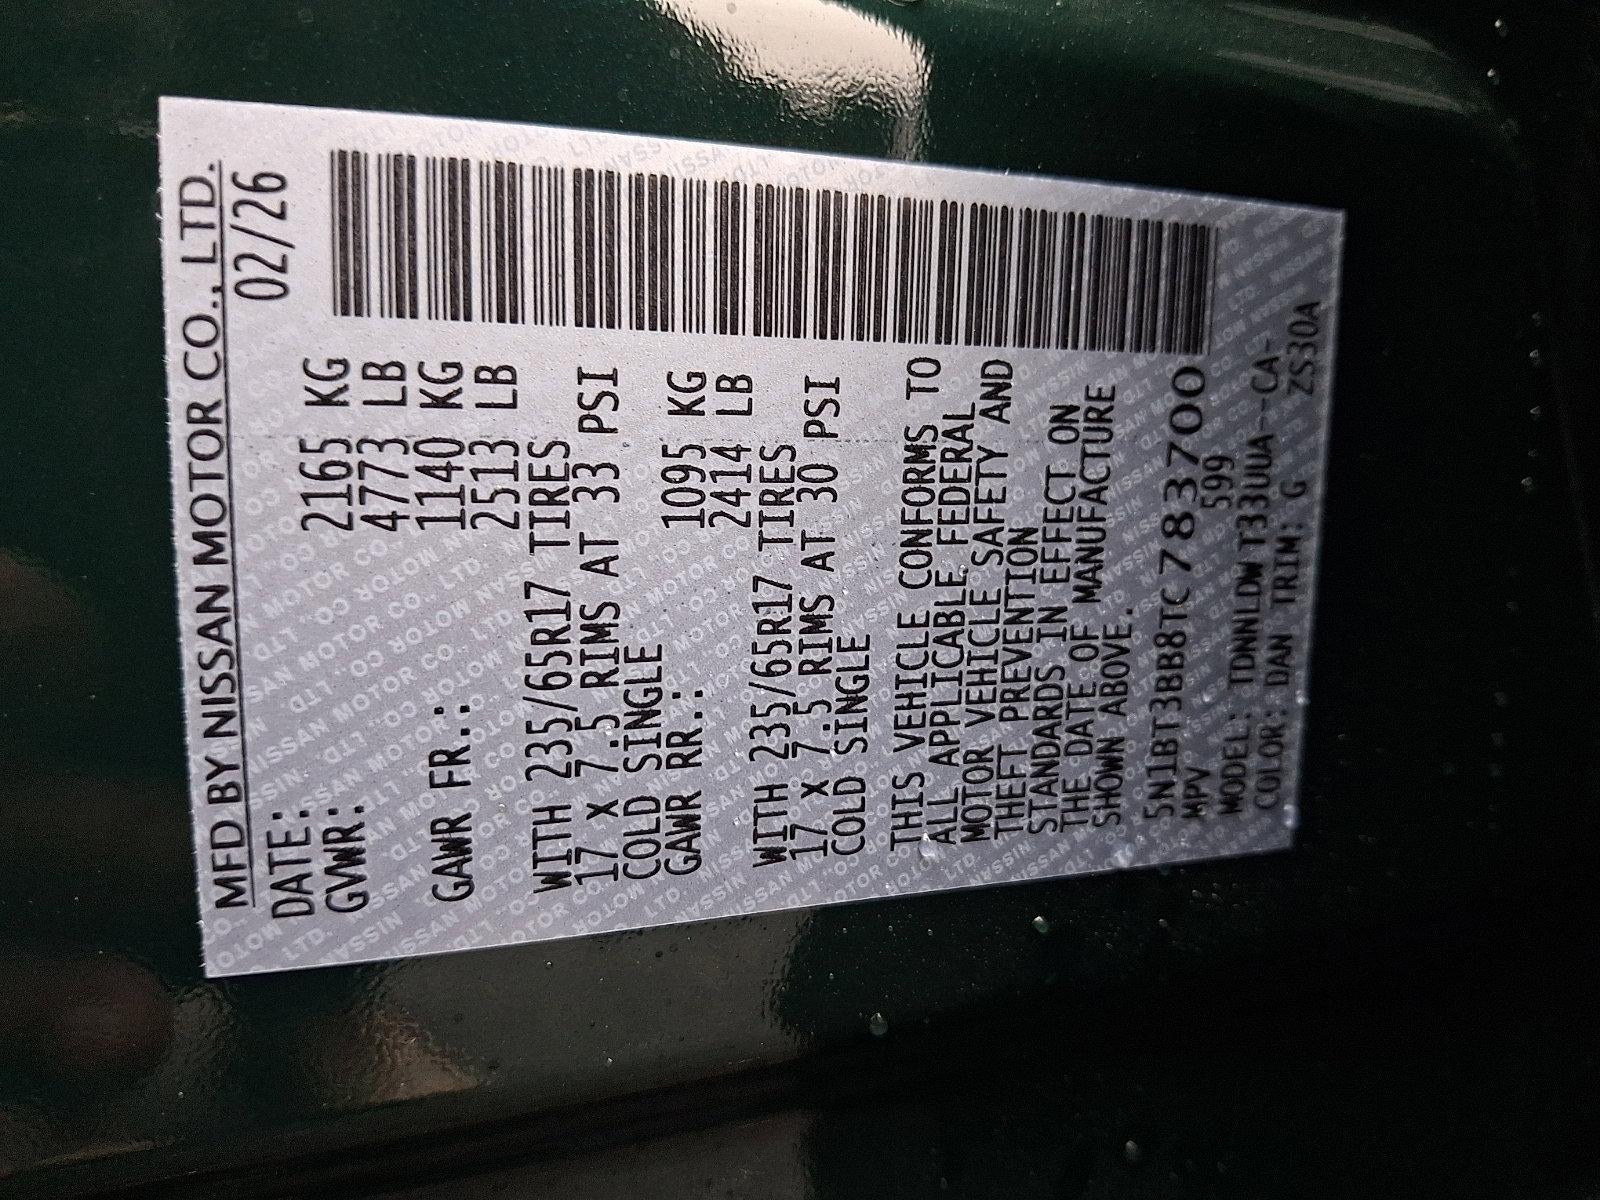 MFD BY NISSAN MOTOR CO., LTD.
DATE: 02/26
GVWR: 2165 KG
4773 LB
GAWR FR.: 1140 KG
2513 LB
WITH 235/65R17 TIRES
17 X 7.5 RIMS AT 33 PSI
COLD SINGLE
GAWR RR.: 1095 KG
2414 LB
WITH 235/65R17 TIRES
17 X 7.5 RIMS AT 30 PSI
COLD SINGLE
THIS VEHICLE CONFORMS TO
ALL APPLICABLE FEDERAL
MOTOR VEHICLE SAFETY AND
THEFT PREVENTION
STANDARDS IN EFFECT ON
THE DATE OF MANUFACTURE
SHOWN ABOVE.
5N1BT3BB8TC783700
MPV 599
MODEL: TDNNLDWT33UUA--CA-
COLOR: DAN TRIM: G ZS30A